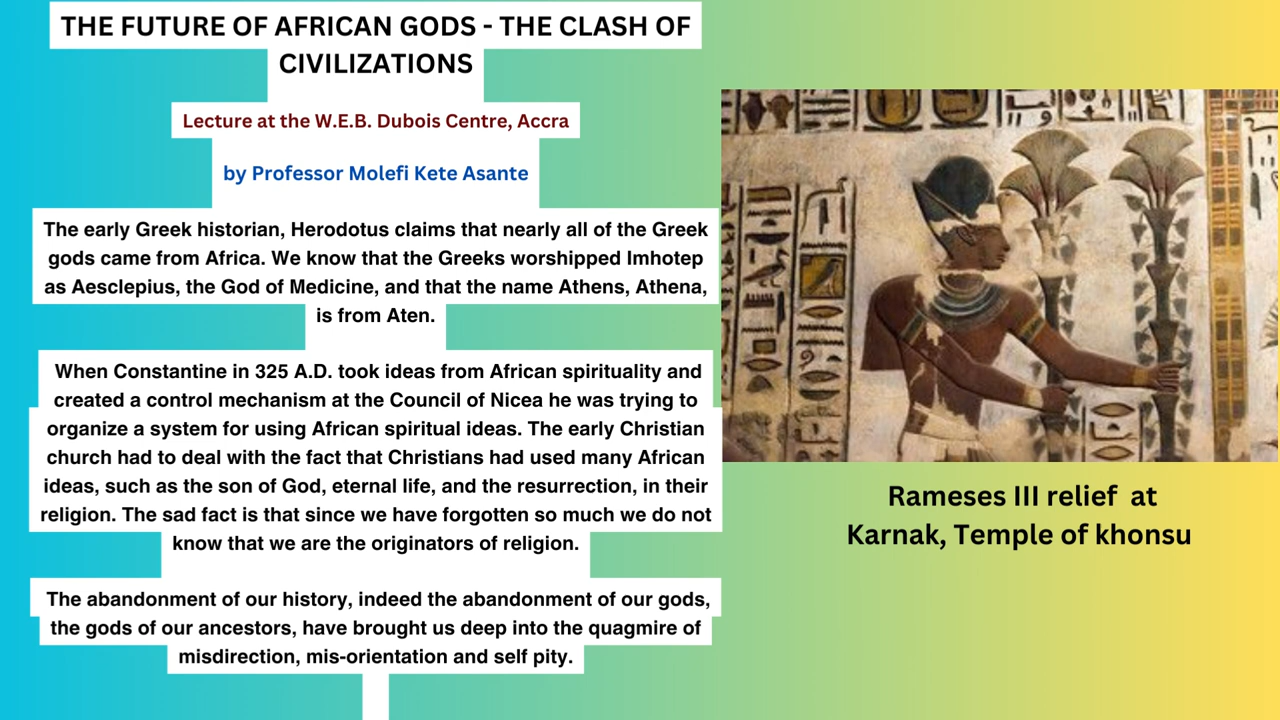 THE FUTURE OF AFRICAN GODS - THE CLASH OF
CIVILIZATIONS
Lecture at the W.E.B. Dubois Centre, Accra
by Professor Molefi Kete Asante
The early Greek historian, Herodotus claims that nearly all of the Greek
gods came from Africa. We know that the Greeks worshipped Imhotep
as Aesclepius, the God of Medicine, and that the name Athens, Athena,
is from Aten.
When Constantine in 325 A.D. took ideas from African spirituality and
created a control mechanism at the Council of Nicea he was trying to
organize a system for using African spiritual ideas. The early Christian
church had to deal with the fact that Christians had used many African
ideas, such as the son of God, eternal life, and the resurrection, in their
religion. The sad fact is that since we have forgotten so much we do not
know that we are the originators of religion.
The abandonment of our history, indeed the abandonment of our gods,
the gods of our ancestors, have brought us deep into the quagmire of
misdirection, mis-orientation and self pity.
Rameses III relief at
Karnak, Temple of khonsu